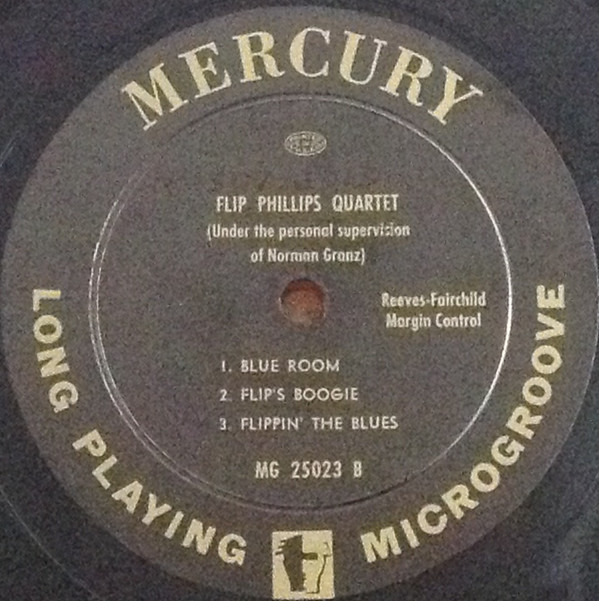 MERCURY
FLIP PHILLIPS QUARTET
(Under the personal supervision
of Norman Granz)
Reeves-Fairchild
Margin Control
1. BLUE ROOM
2. FLIP'S BOOGIE
3. FLIPPIN' THE BLUES
MG 25023 B
LONG PLAYING MICROGROOVE